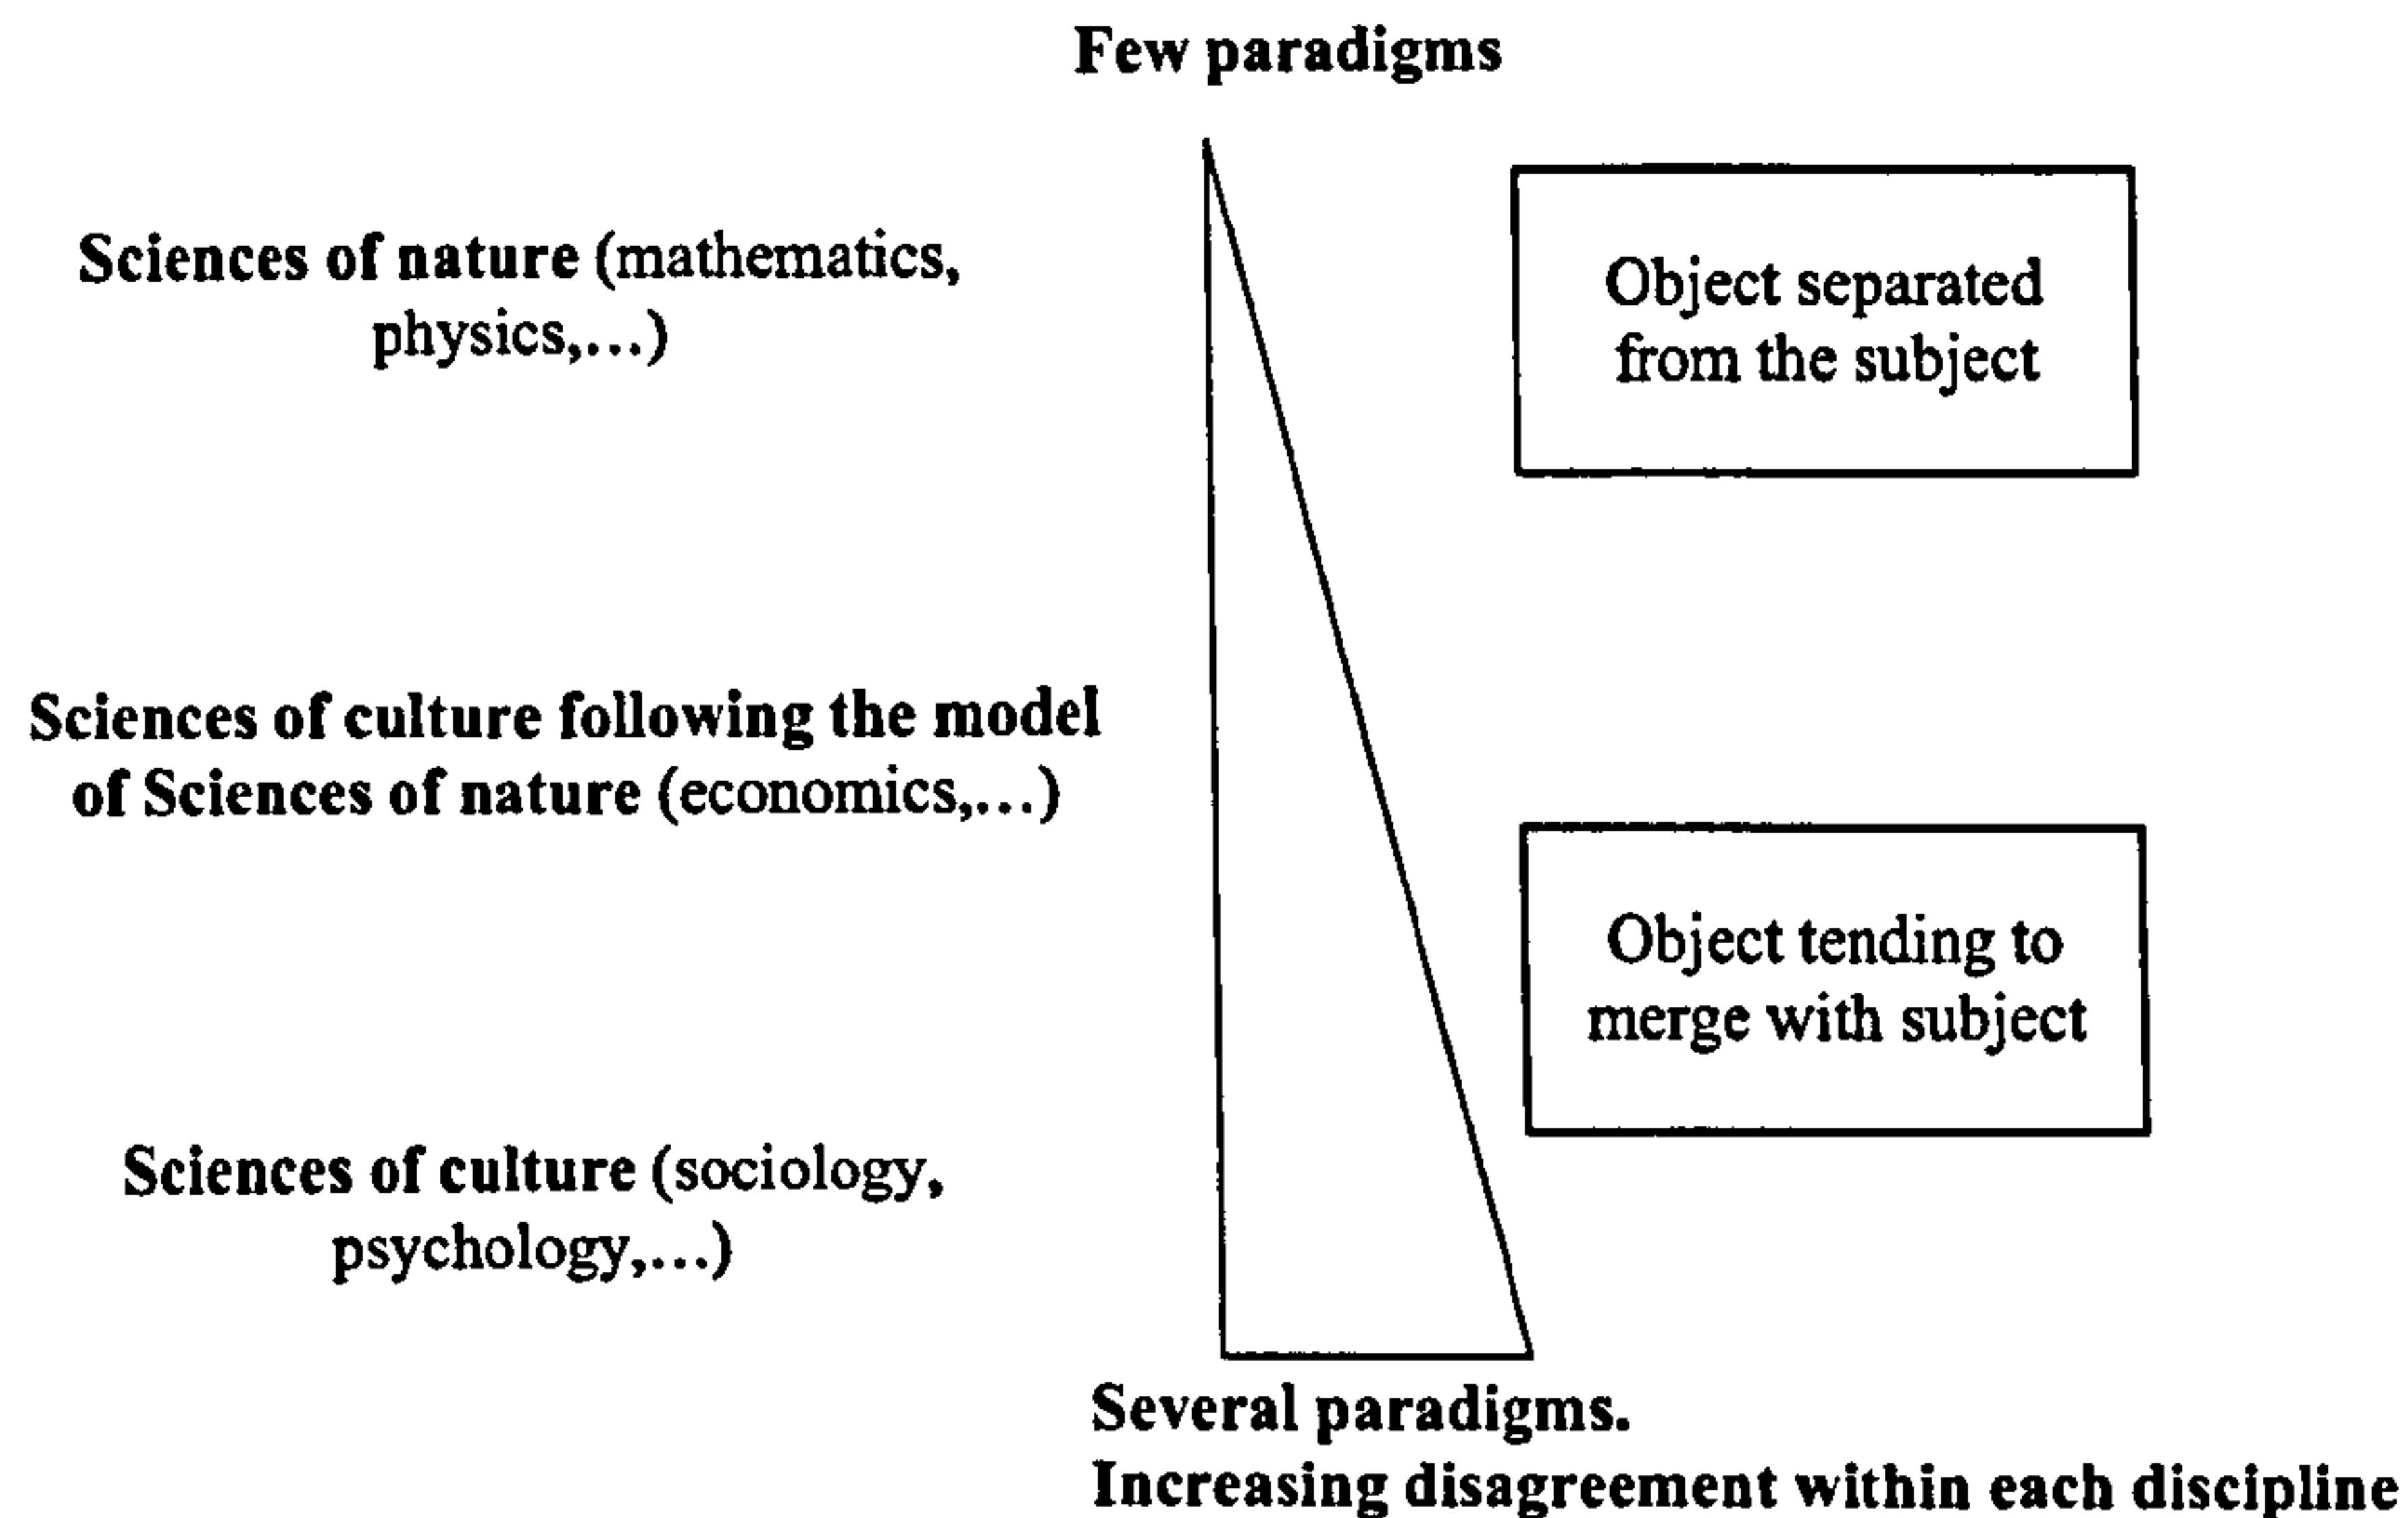 Few paradigms
Sciences of nature (mathematics,
physics,...)
Object separated
from the subject
Sciences of culture following the model
of Sciences of nature (economics,...)
Object tending to
merge with subject
Sciences of culture (sociology,
psychology,...)
Several paradigms.
Increasing disagreement within each discipline